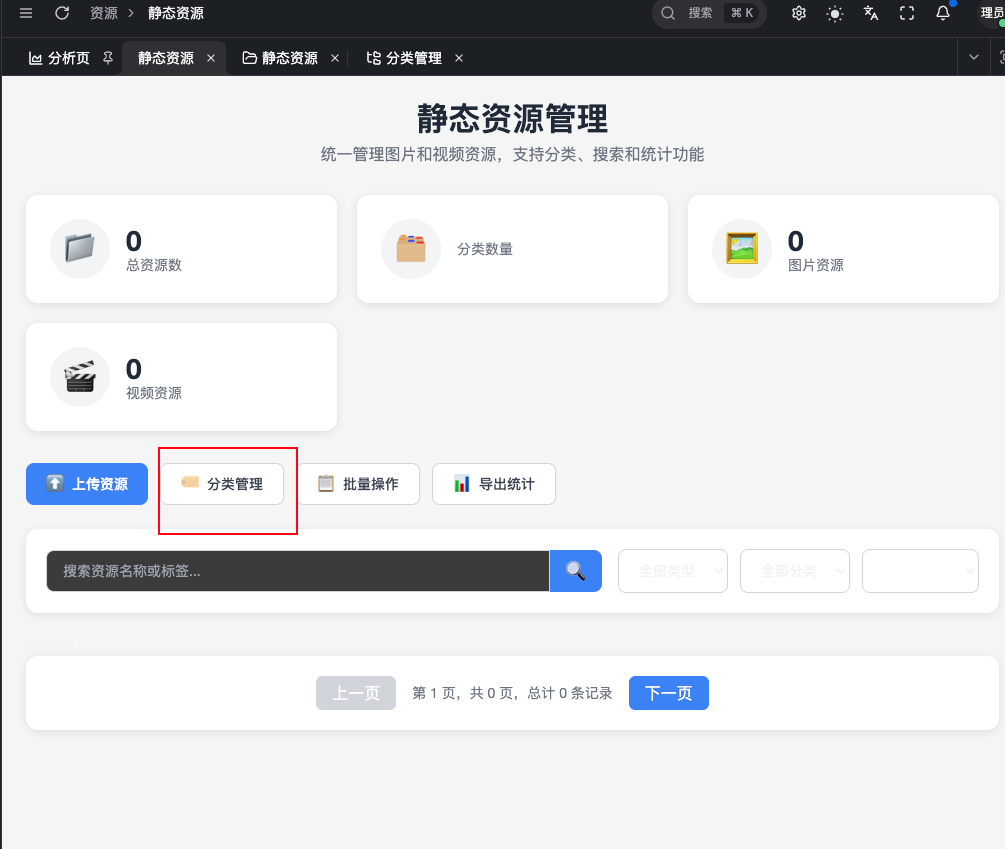 资源 > 静态资源
搜索 ⌘ K
理员
分析页
静态资源 ×
静态资源 ×
分类管理 ×
静态资源管理
统一管理图片和视频资源，支持分类、搜索和统计功能
0
总资源数
分类数量
0
图片资源
0
视频资源
上传资源
分类管理
批量操作
导出统计
搜索资源名称或标签...
全部类型
全部分类
上一页
第 1 页，共 0 页，总计 0 条记录
下一页